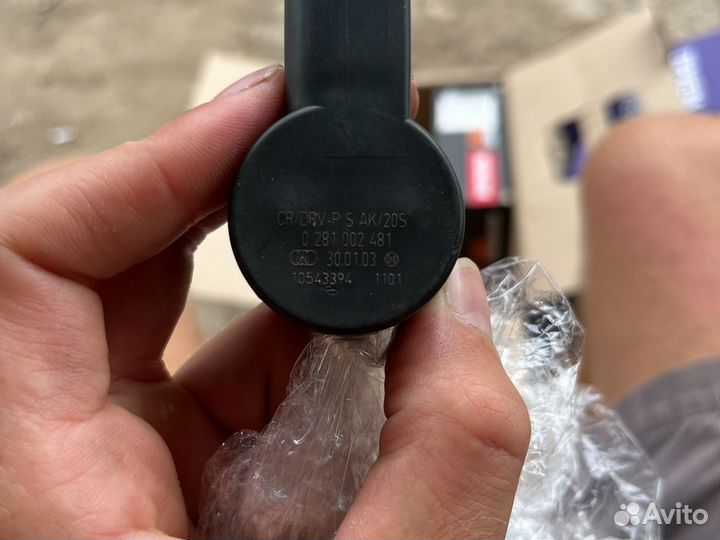 CR/DRV-P S AK/20S
0 281 002 481
30.01.03
10543394 1101
Avito